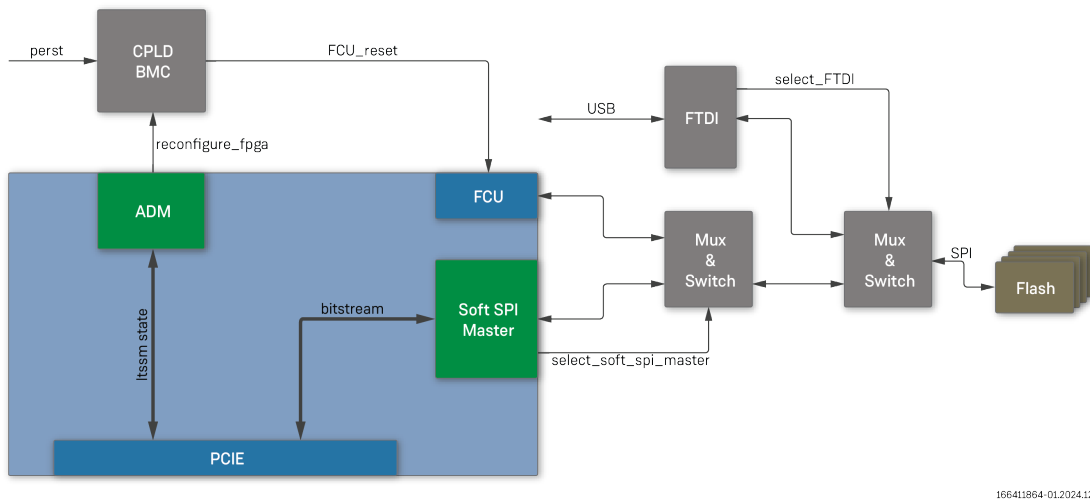 perst
CPLD
BMC
FCU_reset
select_FTDI
USB
FTDI
reconfigure_fpga
ADM
FCU
Mux
&
Switch
Mux
&
Switch
SPI
Flash
bitstream
Soft SPI
Master
ltssm state
select_soft_spi_master
PCIE